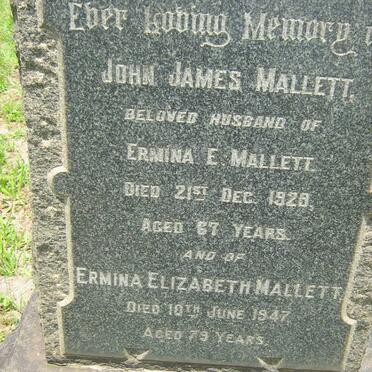 Ever Loving Memory
JOHN JAMES MALLETT.
BELOVED HUSBAND OF
ERMINA E. MALLETT.
DIED 21ST DEC. 1929.
AGED 67 YEARS.
AND OF
ERMINA ELIZABETH MALLETT
DIED 10TH JUNE 1947
AGED 79 YEARS.